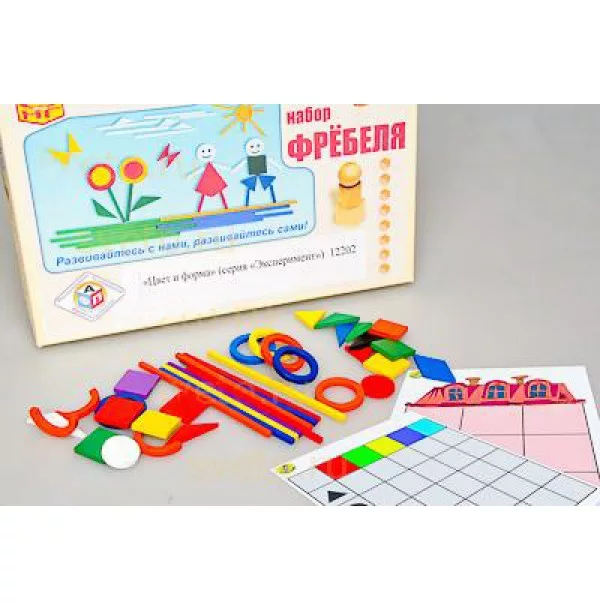 набор
ФРЁБЕЛЯ
Развивайтесь с нами, развивайтесь сами!
«Цвет и форма» (серия «Эксперимент») 12202